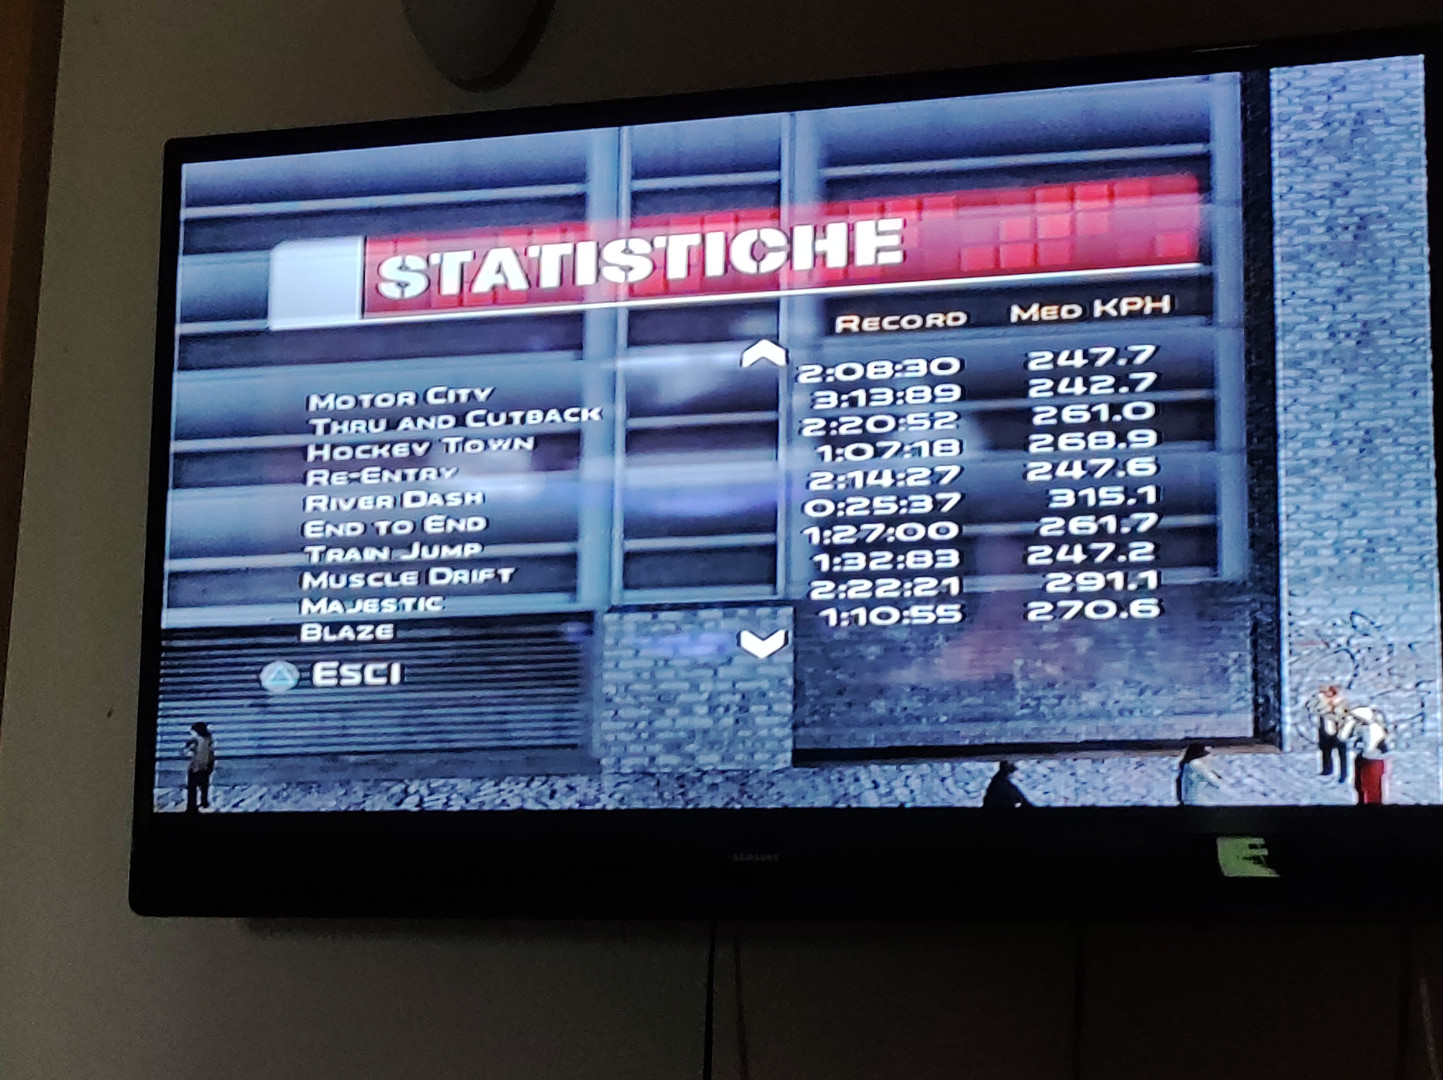 STATISTICHE
RECORD MED KPH
MOTOR CITY 2:08:30 247.7
THRU AND CUTBACK 3:13:89 242.7
HOCKEY TOWN 2:20:52 261.0
RE-ENTRY 1:07:18 268.9
RIVER DASH 2:14:27 247.6
END TO END 0:25:37 315.1
TRAIN JUMP 1:27:00 261.7
MUSCLE DRIFT 1:32:83 247.2
MAJESTIC 2:22:21 291.1
BLAZE 1:10:55 270.6
ESCI
SAMSUNG